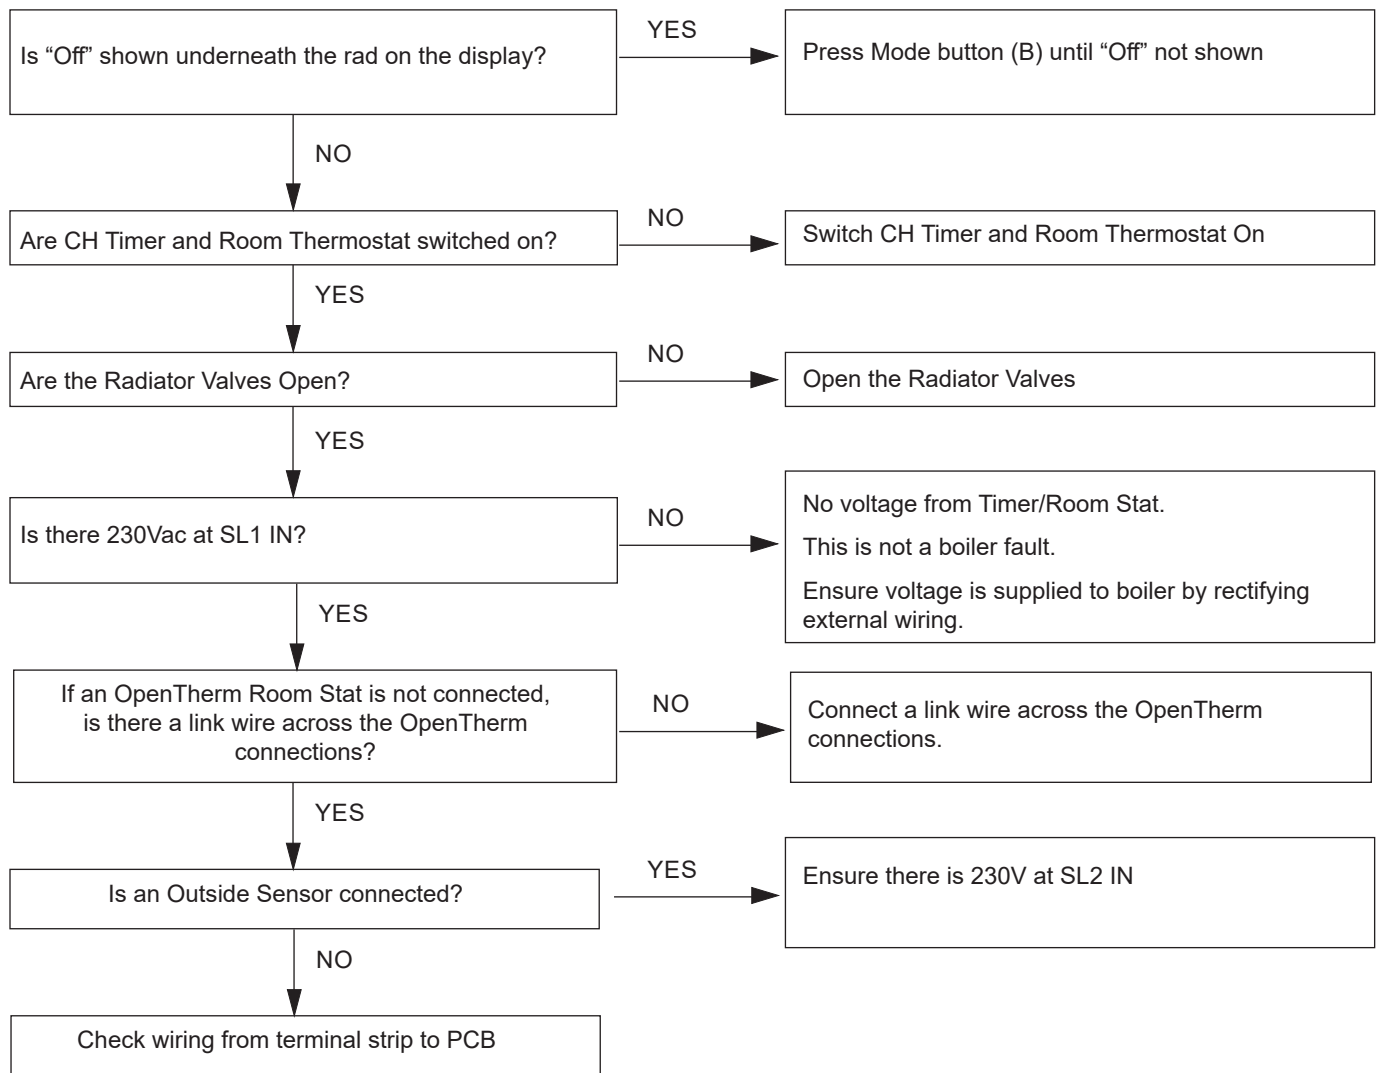 Is “Off” shown underneath the rad on the display?
YES
Press Mode button (B) until “Off” not shown
NO
Are CH Timer and Room Thermostat switched on?
NO
Switch CH Timer and Room Thermostat On
YES
Are the Radiator Valves Open?
NO
Open the Radiator Valves
YES
Is there 230Vac at SL1 IN?
NO
No voltage from Timer/Room Stat.
This is not a boiler fault.
Ensure voltage is supplied to boiler by rectifying
external wiring.
YES
If an OpenTherm Room Stat is not connected,
is there a link wire across the OpenTherm
connections?
NO
Connect a link wire across the OpenTherm
connections.
YES
Is an Outside Sensor connected?
YES
Ensure there is 230V at SL2 IN
NO
Check wiring from terminal strip to PCB